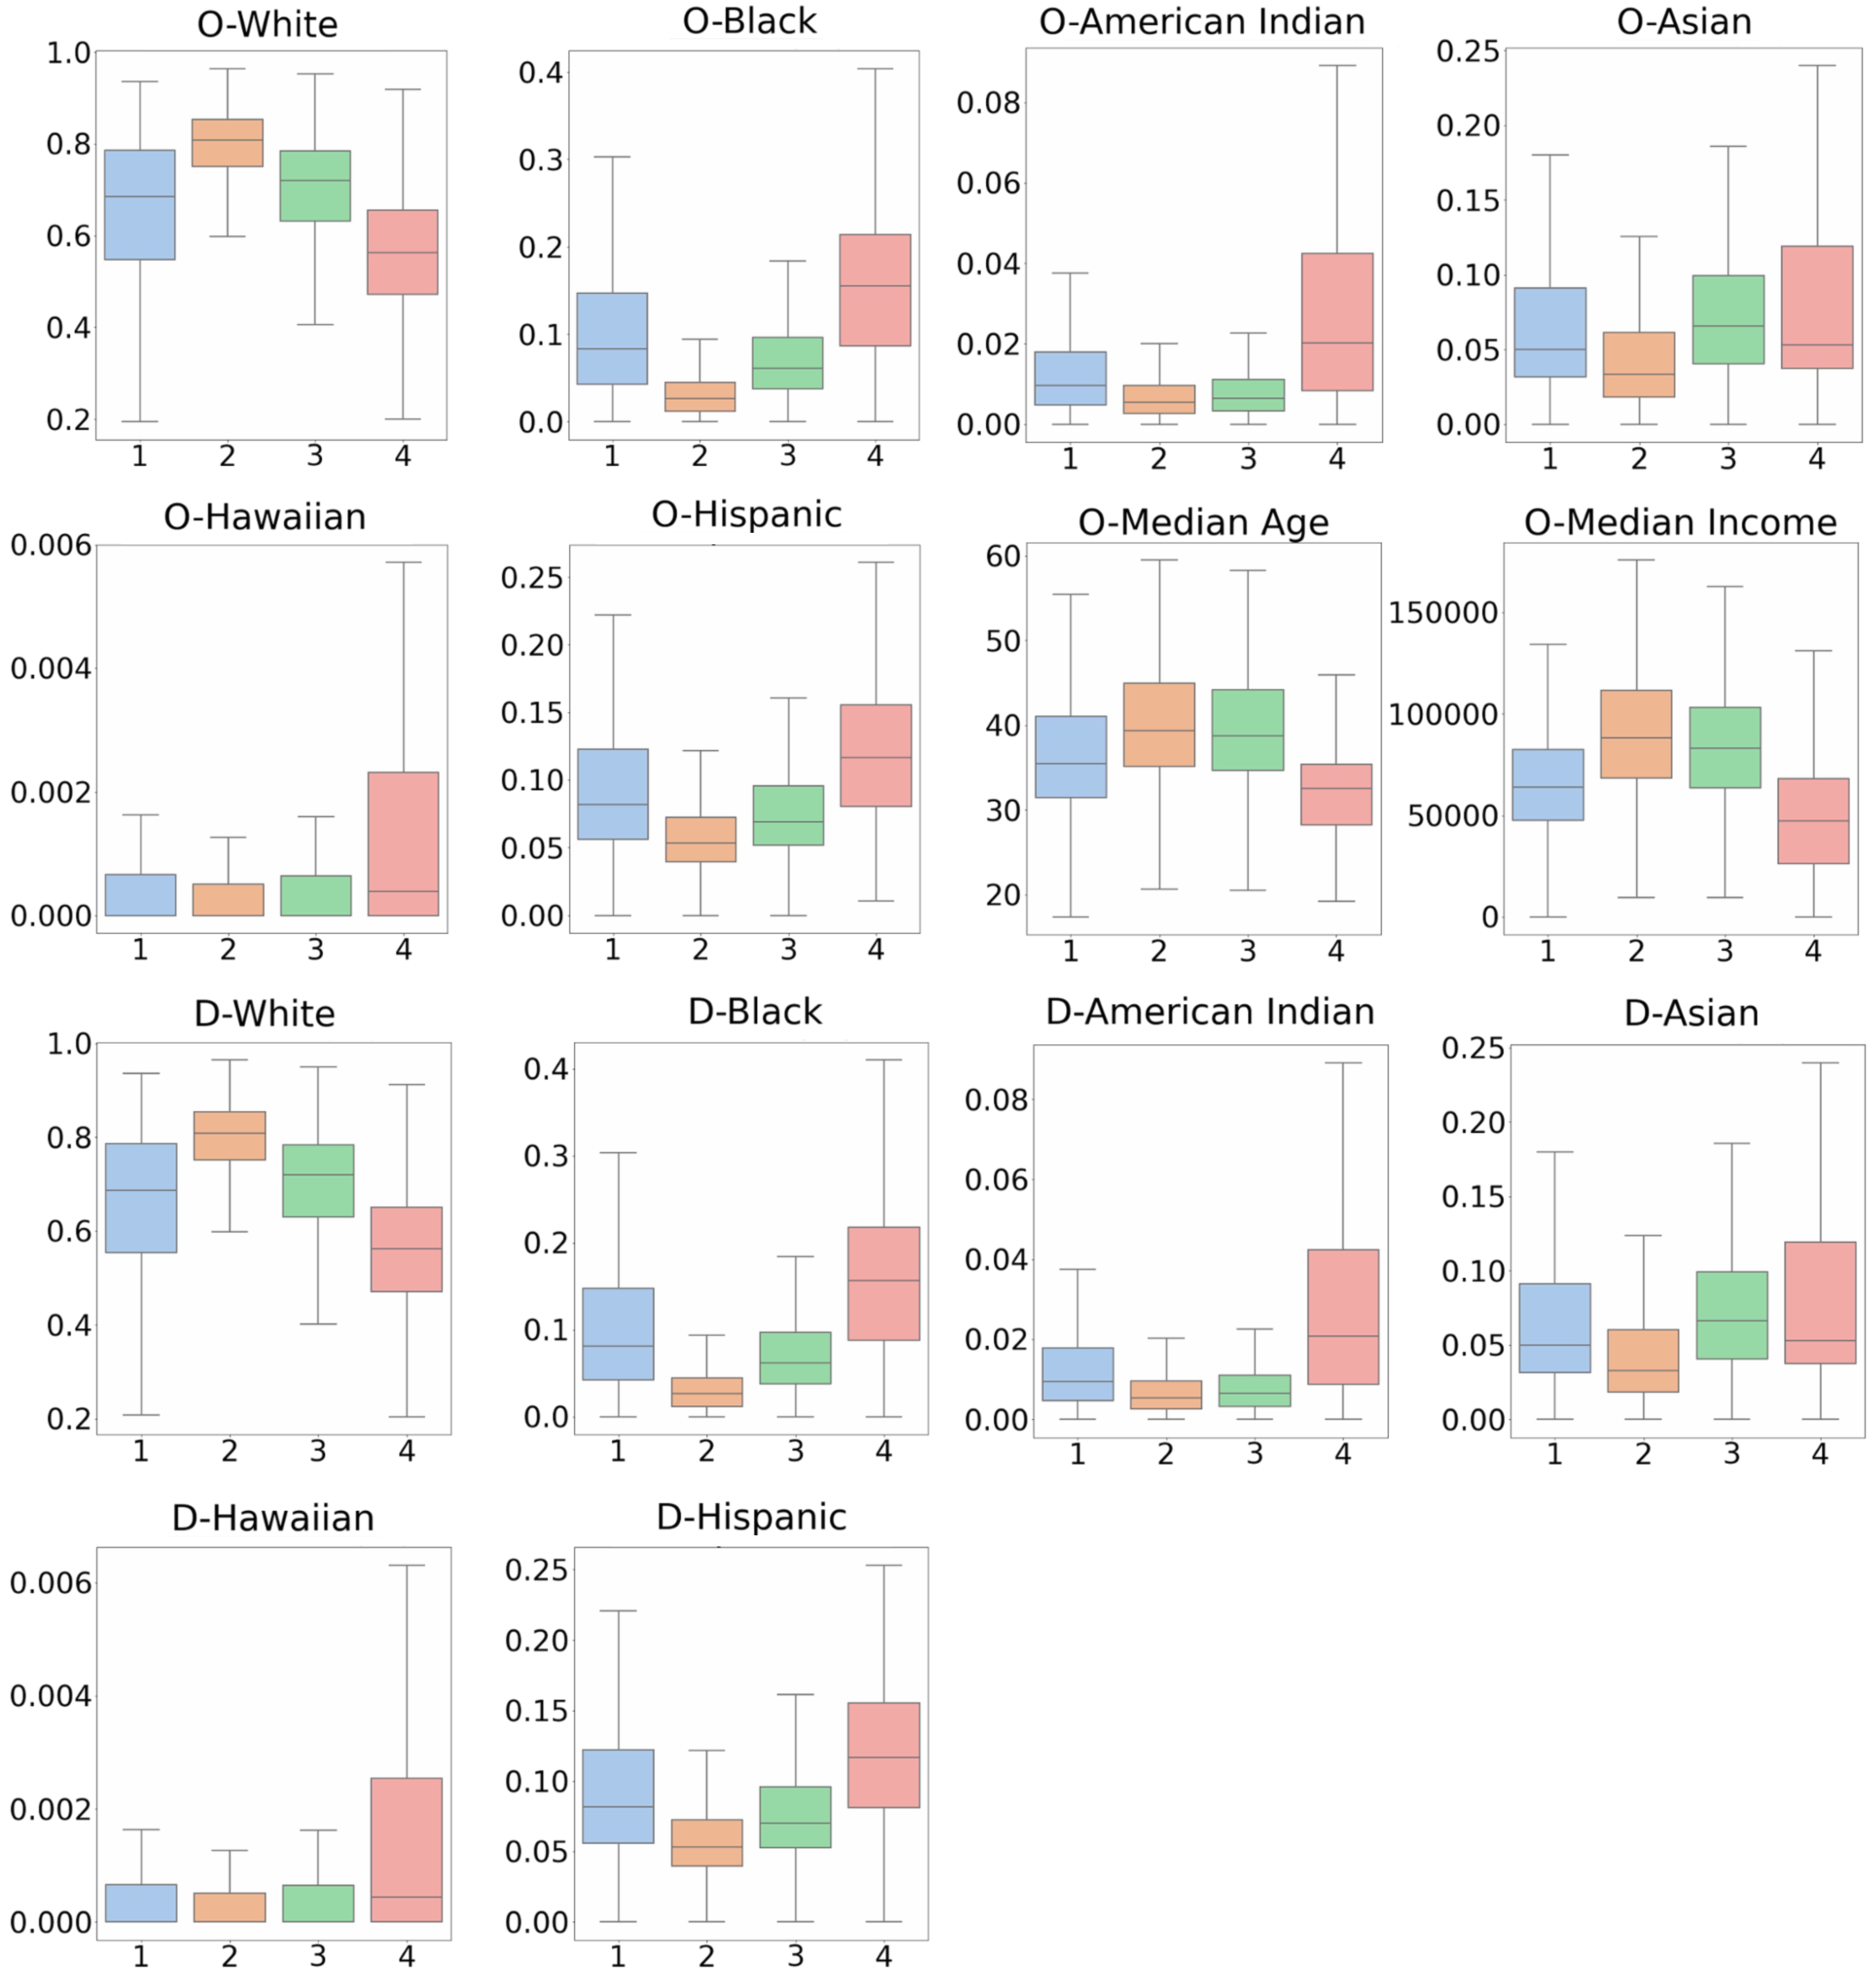 O-White
1.0
0.8
0.6
0.4
0.2
1 2 3 4
O-Black
0.4
0.3
0.2
0.1
0.0
1 2 3 4
O-American Indian
0.08
0.06
0.04
0.02
0.00
1 2 3 4
O-Asian
0.25
0.20
0.15
0.10
0.05
0.00
1 2 3 4
O-Hawaiian
0.006
0.004
0.002
0.000
1 2 3 4
O-Hispanic
0.25
0.20
0.15
0.10
0.05
0.00
1 2 3 4
O-Median Age
60
50
40
30
20
1 2 3 4
O-Median Income
150000
100000
50000
0
1 2 3 4
D-White
1.0
0.8
0.6
0.4
0.2
1 2 3 4
D-Black
0.4
0.3
0.2
0.1
0.0
1 2 3 4
D-American Indian
0.08
0.06
0.04
0.02
0.00
1 2 3 4
D-Asian
0.25
0.20
0.15
0.10
0.05
0.00
1 2 3 4
D-Hawaiian
0.006
0.004
0.002
0.000
1 2 3 4
D-Hispanic
0.25
0.20
0.15
0.10
0.05
0.00
1 2 3 4